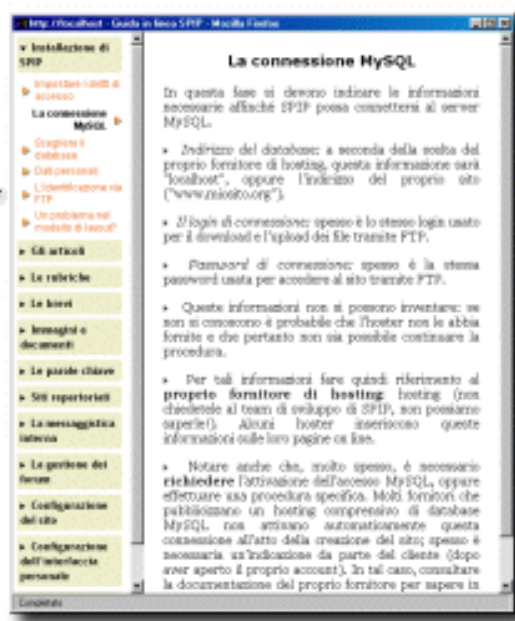 http://localhost - Guida in linea SPIP - Mozilla Firefox
Installazione di
SPIP
Impostare i diritti di
accesso
La connessione
MySQL
Scegliere il
database
Dati personali
L'identificazione via
FTP
Un problema nel
modello di layout?
Gli articoli
Le rubriche
Le brevi
Immagini e
documenti
Le parole chiave
Siti repertoriati
La messaggistica
interna
La gestione dei
forum
Configurazione
del sito
Configurazione
dell'interfaccia
personale
La connessione MySQL
In questa fase si devono indicare le informazioni
necessarie affinché SPIP possa connettersi al server
MySQL.
Indirizzo del database: a seconda della scelta del
proprio fornitore di hosting, questa informazione sarà
"localhost", oppure l'indirizzo del proprio sito
("www.miosito.org").
Il login di connessione: spesso è lo stesso login usato
per il download e l'upload dei file tramite FTP.
Password di connessione: spesso è la stessa
password usata per accedere al sito tramite FTP.
Queste informazioni non si possono inventare: se
non si conoscono è probabile che l'hoster non le abbia
fornite e che pertanto non sia possibile continuare la
procedura.
Per tali informazioni fare quindi riferimento al
proprio fornitore di hosting: hosting (non
chiedetele al team di sviluppo di SPIP, non possiamo
saperle!). Alcuni hoster inseriscono queste
informazioni sulle loro pagine on line.
Notare anche che, molto spesso, è necessario
richiedere l'attivazione dell'accesso MySQL, oppure
effettuare una procedura specifica. Molti fornitori che
pubblicizzano un hosting comprensivo di database
MySQL non attivano automaticamente questa
connessione all'atto della creazione del sito; spesso è
necessaria un'indicazione da parte del cliente (dopo
aver aperto il proprio account). In tal caso, consultare
la documentazione del proprio fornitore per sapere in
Completato